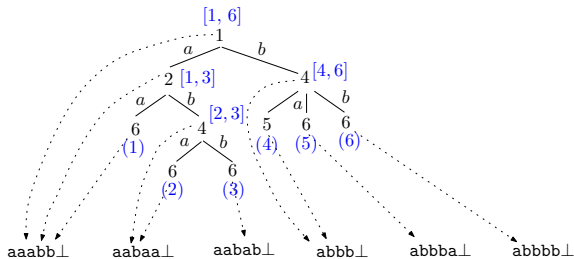 [1, 6]
1
a b
2 [1, 3] 4 [4, 6]
a b a b
6 4 [2, 3] 5 6 6
(1) a b (4) (5) (6)
6 6
(2) (3)
aaabb⊥ aabaa⊥ aabab⊥ abbb⊥ abbba⊥ abbbb⊥